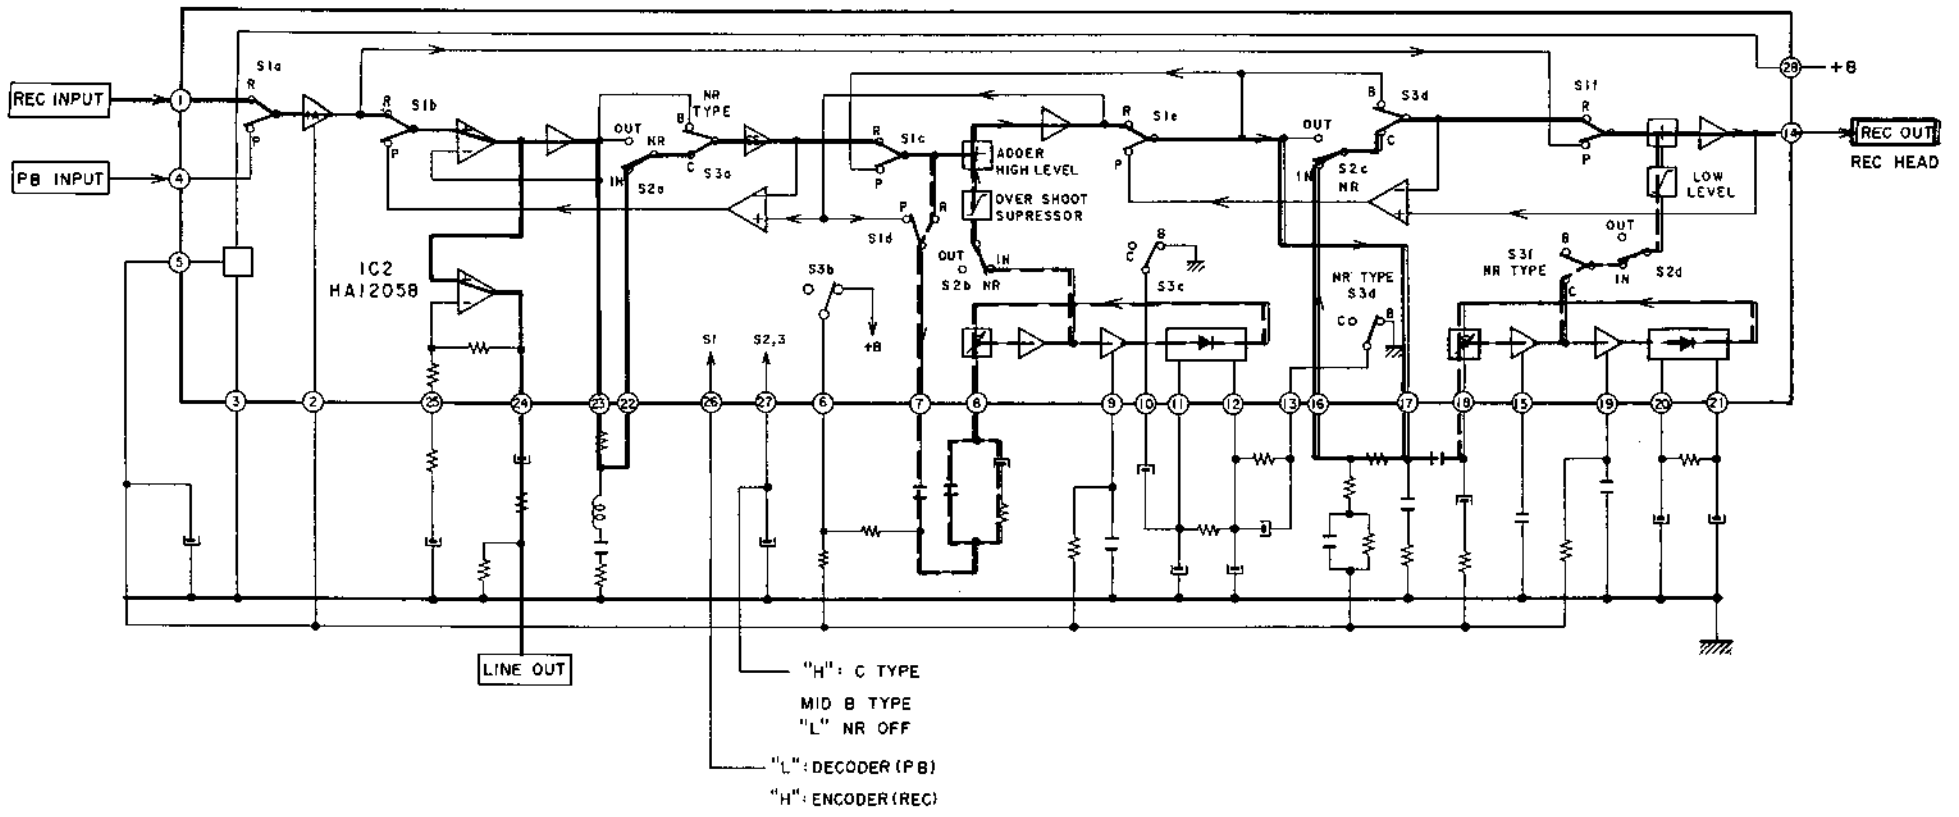 REC INPUT
1
S1a
R
P
S1b
R
P
NR
TYPE
B
OUT
NR
IN
S2a
C
S3a
R
S1c
P
ADDER
HIGH LEVEL
OVER SHOOT
SUPRESSOR
P
R
S1d
OUT
IN
S2b NR
R
S1e
P
OUT
B
S3d
C
IN
S2c
NR
S1f
R
P
28
+B
14
REC OUT
REC HEAD
LOW
LEVEL
OUT
B
S3f
NR TYPE
IN
S2d
C
PB INPUT
4
5
IC2
HA12058
S3b
+B
S1
S2,3
B
C
S3c
NR TYPE
S3d
C
B
3
2
25
24
23
22
26
27
6
7
8
9
10
11
12
13
16
17
18
15
19
20
21
LINE OUT
"H": C TYPE
MID B TYPE
"L" NR OFF
"L": DECODER (PB)
"H": ENCODER (REC)